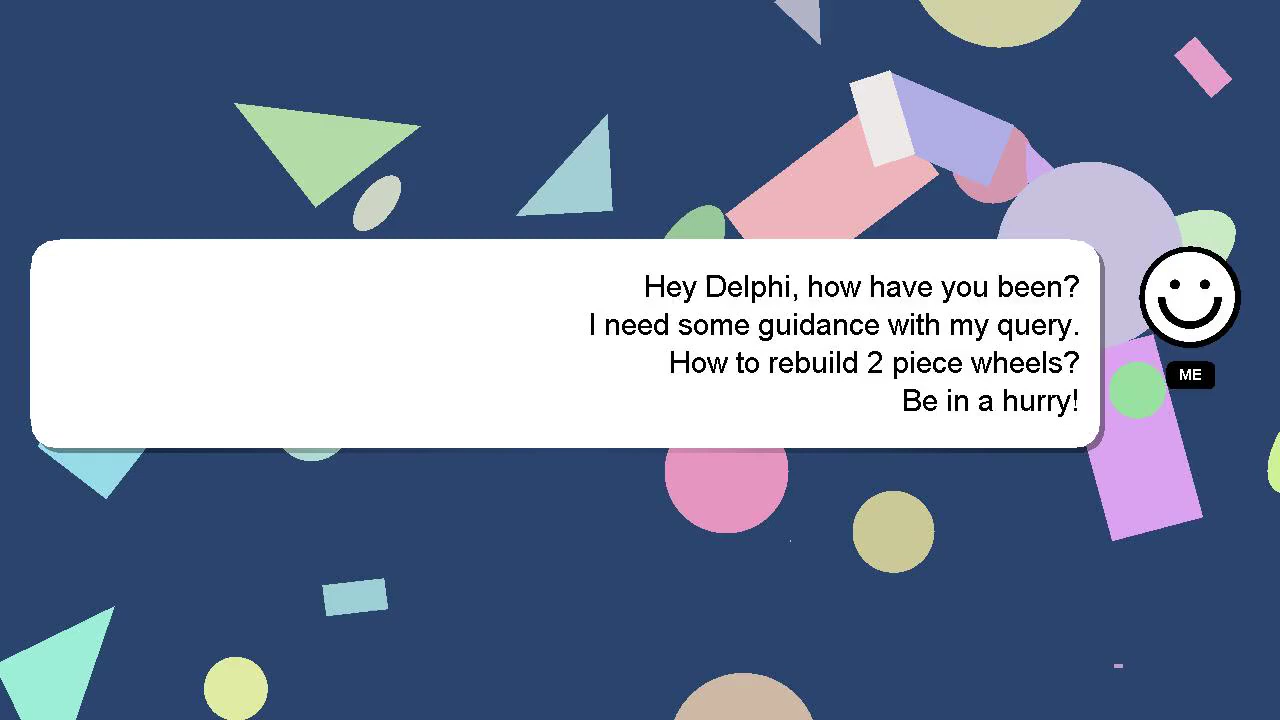 Hey Delphi, how have you been?
I need some guidance with my query.
How to rebuild 2 piece wheels?
Be in a hurry!
ME